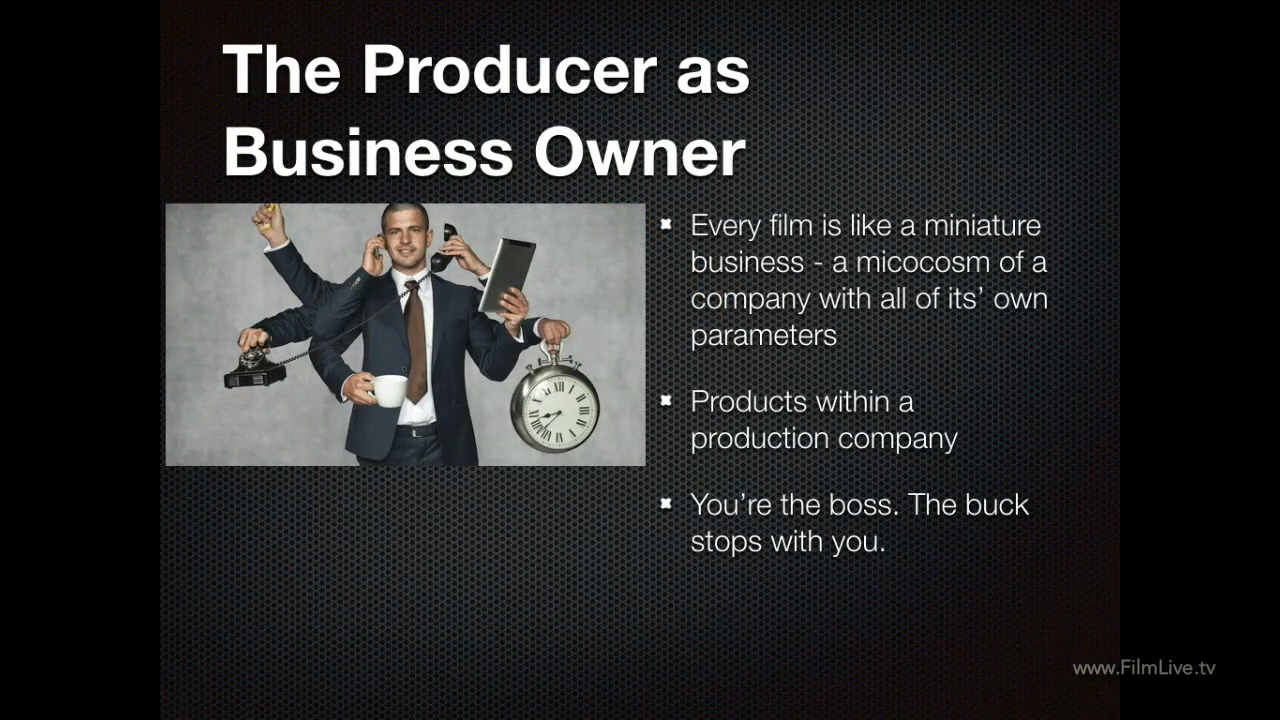 The Producer as
Business Owner
Every film is like a miniature
business - a micocosm of a
company with all of its’ own
parameters
Products within a
production company
You’re the boss. The buck
stops with you.
www.FilmLive.tv